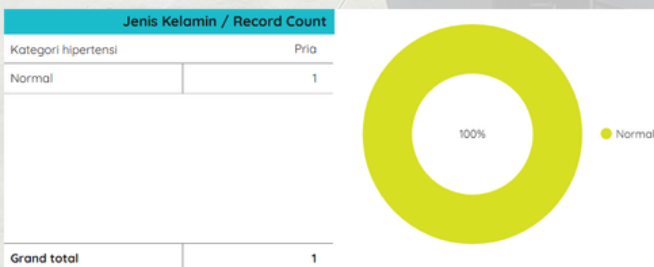 Jenis Kelamin / Record Count
Kategori hipertensi Pria
Normal 1
Grand total 1
100%
Normal